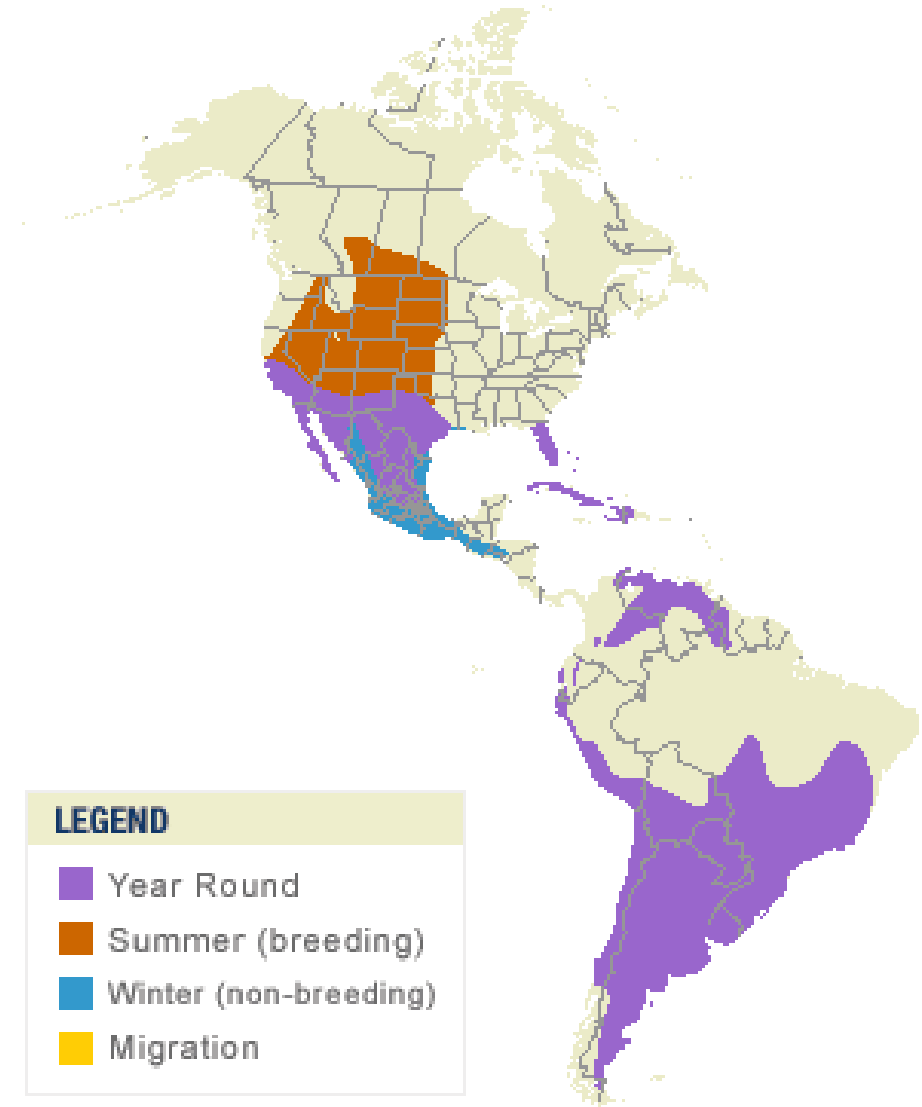 LEGEND
Year Round
Summer (breeding)
Winter (non-breeding)
Migration